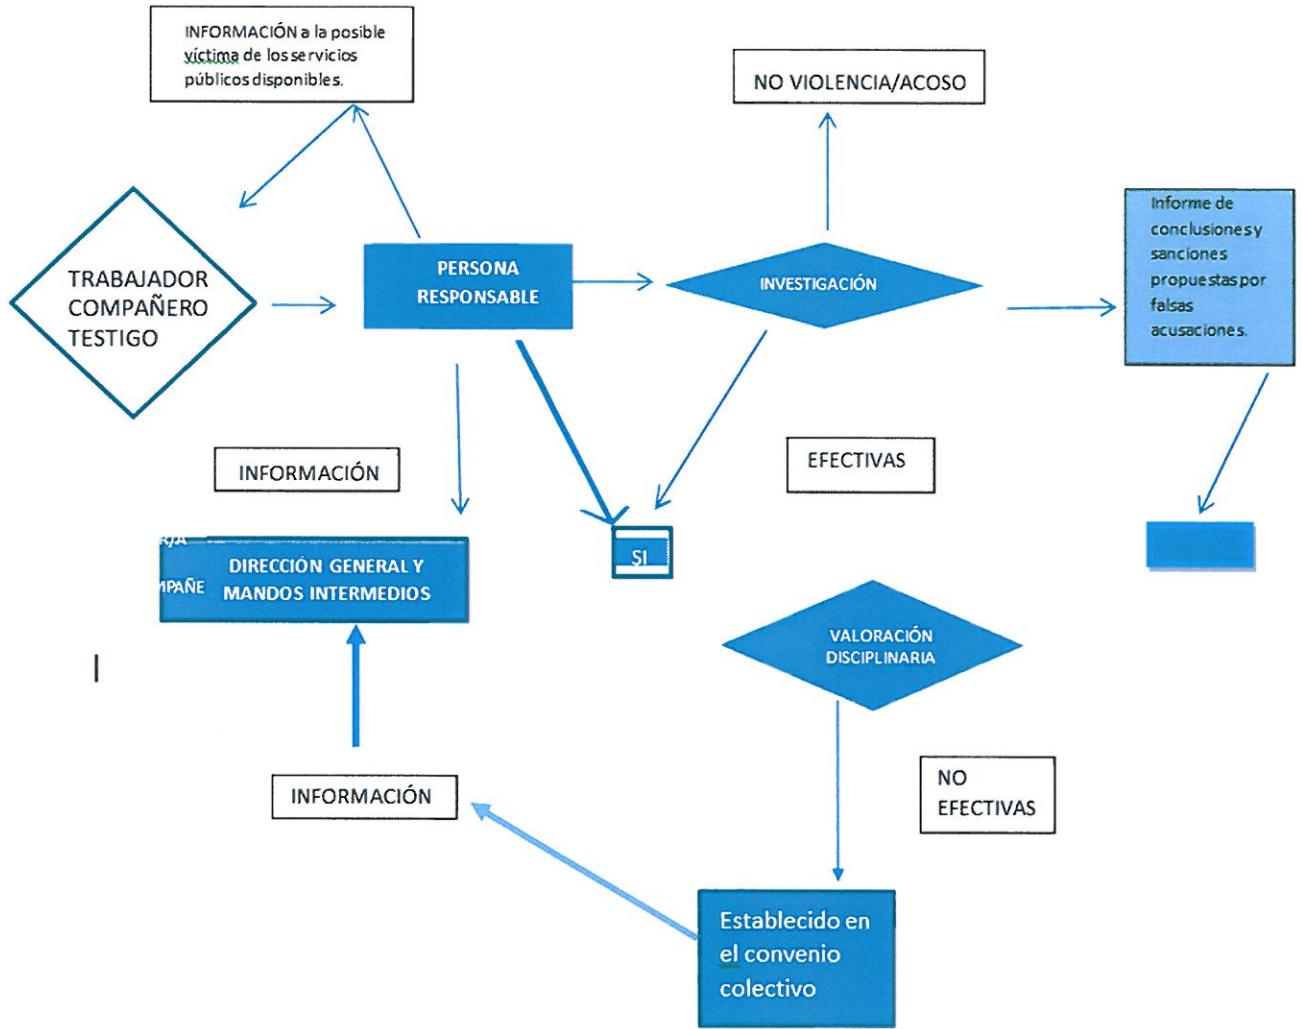 INFORMACIÓN a la posible
víctima de los servicios
públicos disponibles.
NO VIOLENCIA/ACOSO
Informe de
conclusiones y
sanciones
propuestas por
falsas
acusaciones.
TRABAJADOR
COMPAÑERO
TESTIGO
PERSONA
RESPONSABLE
INVESTIGACIÓN
INFORMACIÓN
EFECTIVAS
SI
DIRECCIÓN GENERAL Y
MANDOS INTERMEDIOS
VALORACIÓN
DISCIPLINARIA
INFORMACIÓN
NO
EFECTIVAS
Establecido en
el convenio
colectivo